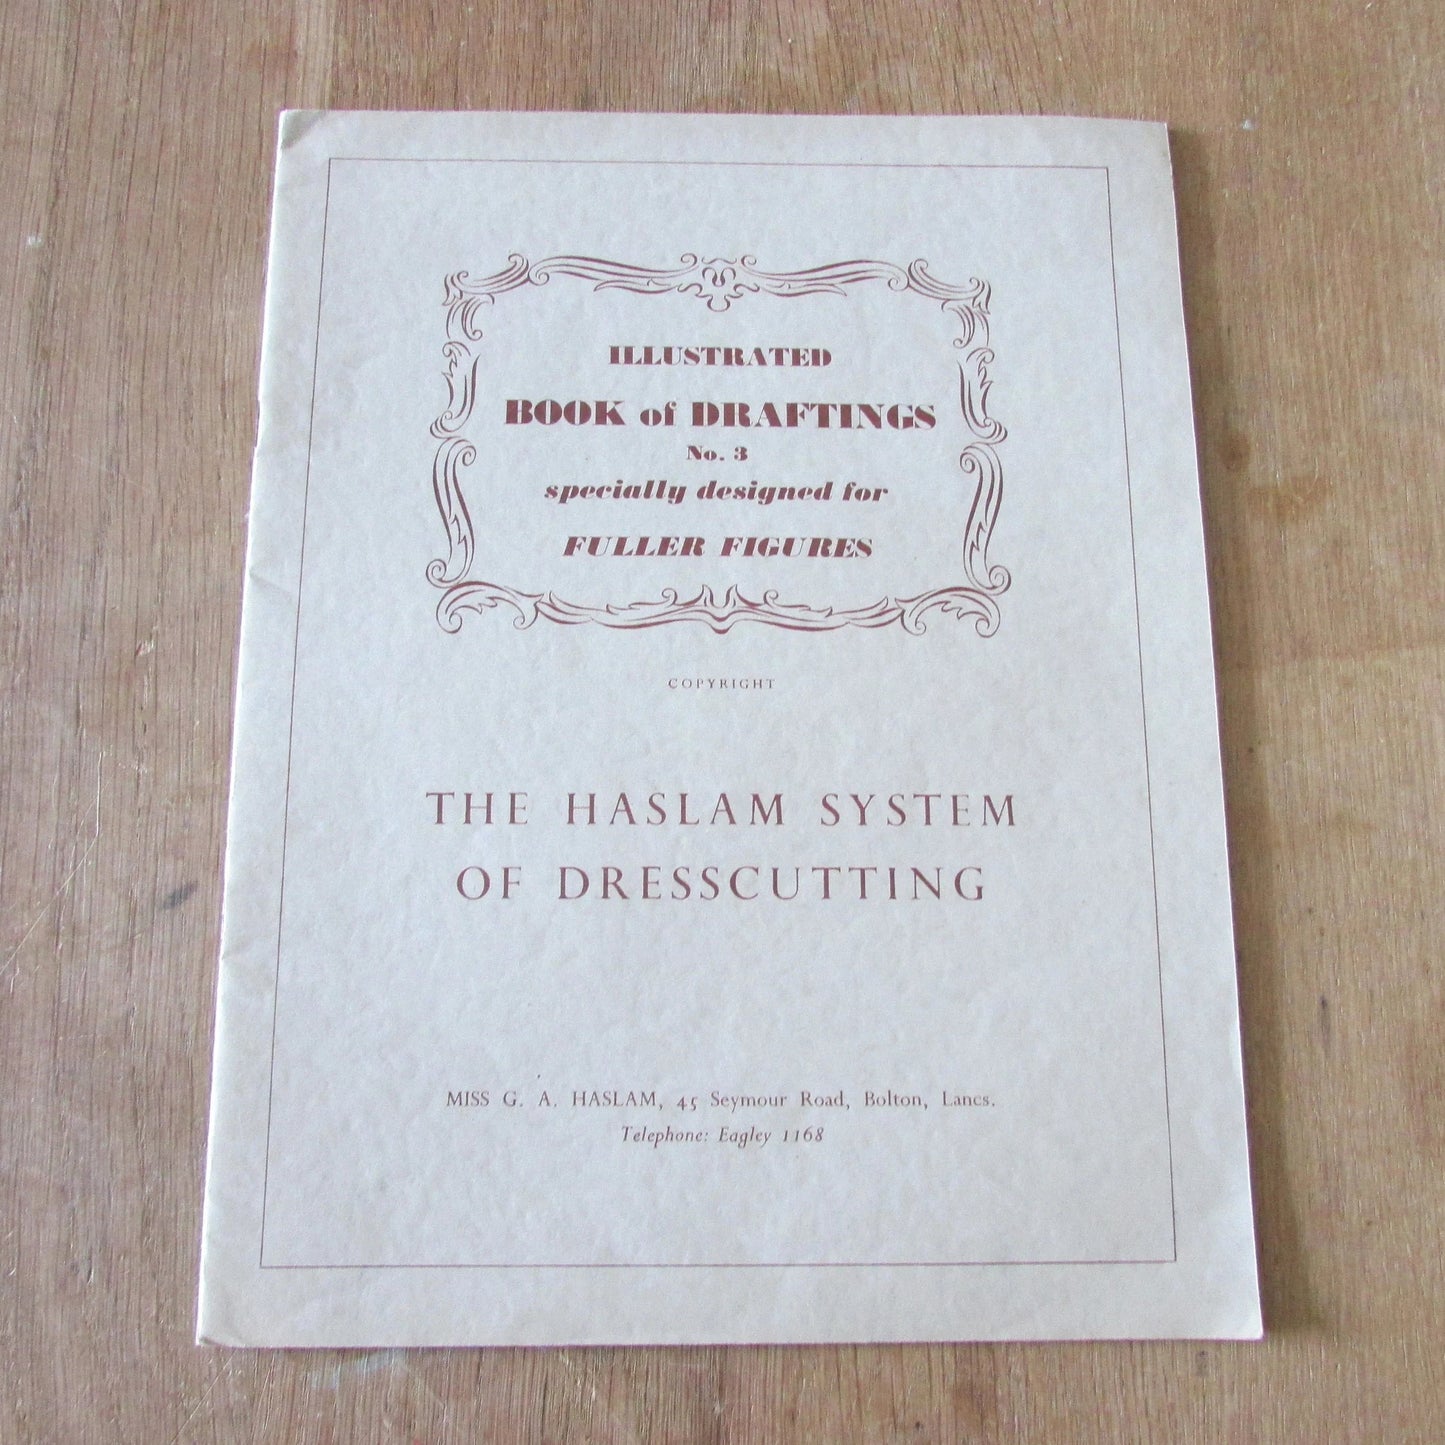 ILLUSTRATED
BOOK of DRAFTINGS
No. 3
specially designed for
FULLER FIGURES
COPYRIGHT
THE HASLAM SYSTEM
OF DRESSCUTTING
MISS G. A. HASLAM, 45 Seymour Road, Bolton, Lancs.
Telephone: Eagley 1168